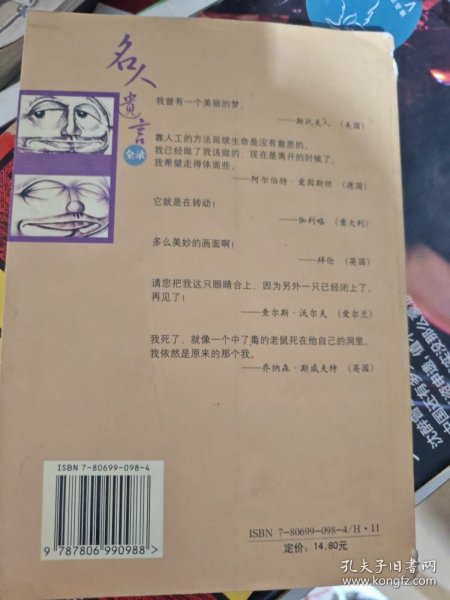 名人遗言
全录
我曾有一个美丽的梦。
——斯托夫人 （美国）
靠人工的方法延续生命是没有意思的。
我已经做了我该做的，现在是离开的时候了。
我希望走得体面些。
——阿尔伯特·爱因斯坦 （德国）
它就是在转动！
——伽利略 （意大利）
多么美妙的画面啊！
——拜伦 （英国）
请您把我这只眼睛合上，因为另外一只已经闭上了。
再见了！
——查尔斯·沃尔夫 （爱尔兰）
我死了，就像一个中了毒的老鼠死在他自己的洞里。
我依然是原来的那个我。
——乔纳森·斯威夫特 （英国）
ISBN 7-80699-098-4
9 787806 990988 >
ISBN 7-80699-098-4/H·11
定价：14.80元
孔夫子旧书网
www.kongfz.com